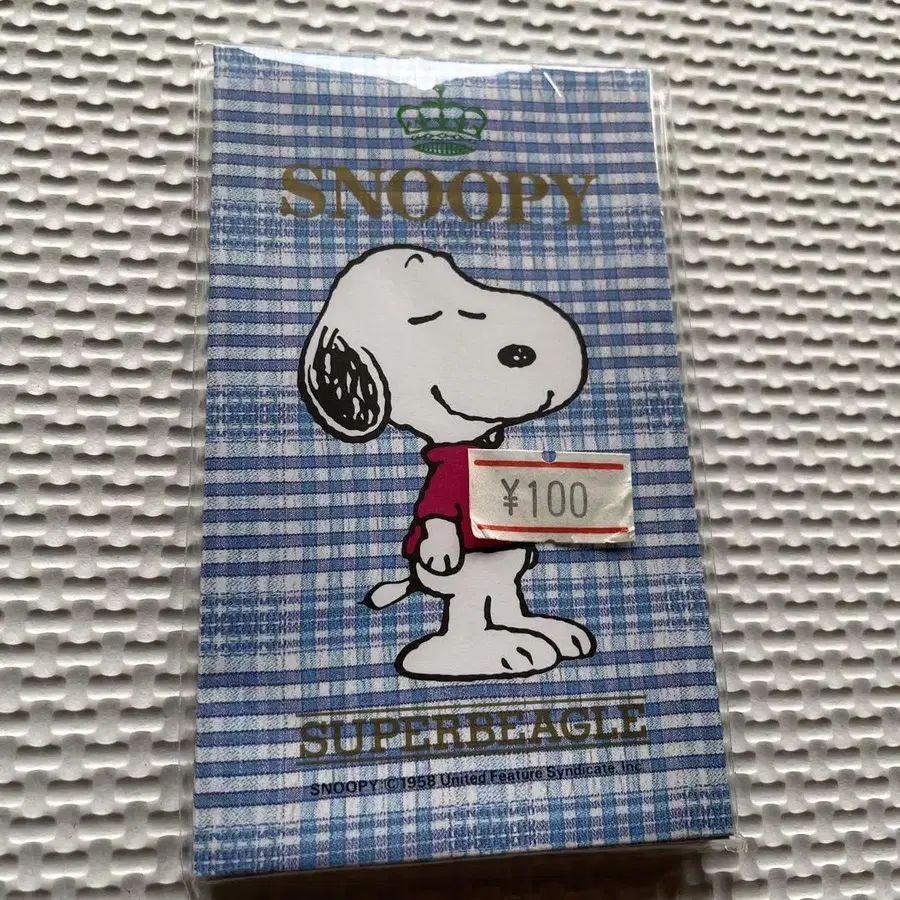 SNOOPY
¥100
SUPERBEAGLE
SNOOPY: ©1958 United Feature Syndicate, Inc.